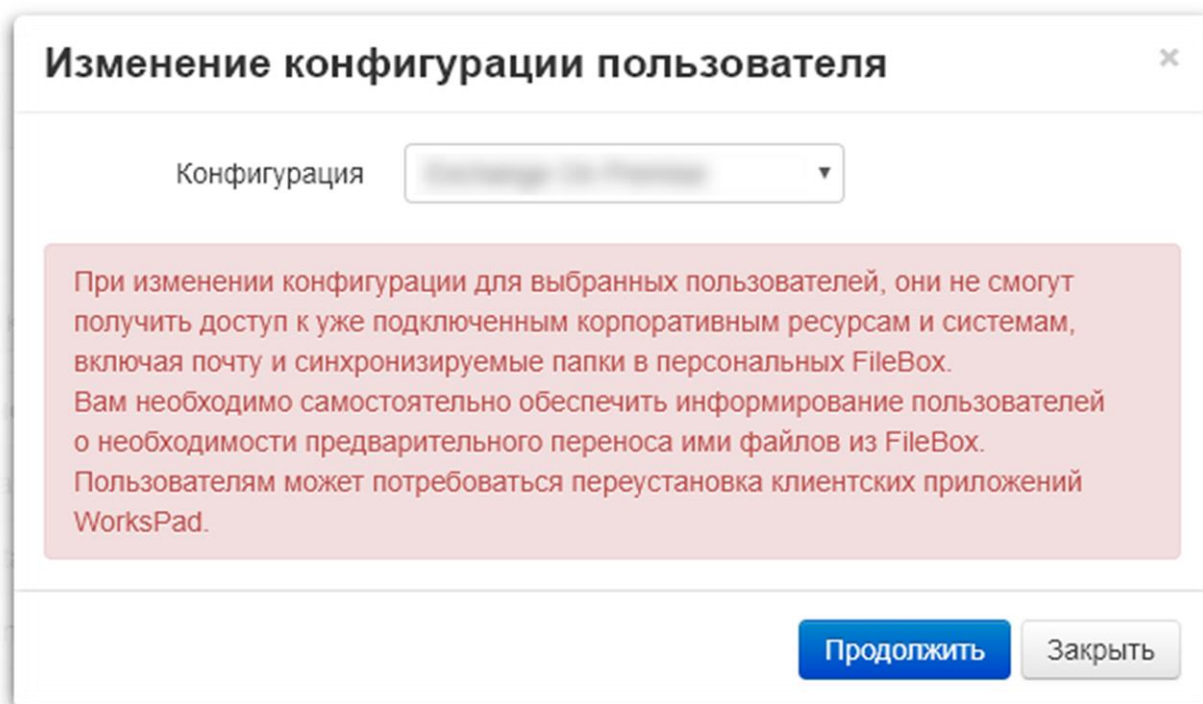 Изменение конфигурации пользователя
Конфигурация
При изменении конфигурации для выбранных пользователей, они не смогут
получить доступ к уже подключенным корпоративным ресурсам и системам,
включая почту и синхронизируемые папки в персональных FileBox.
Вам необходимо самостоятельно обеспечить информирование пользователей
о необходимости предварительного переноса ими файлов из FileBox.
Пользователям может потребоваться переустановка клиентских приложений
WorksPad.
Продолжить Закрыть